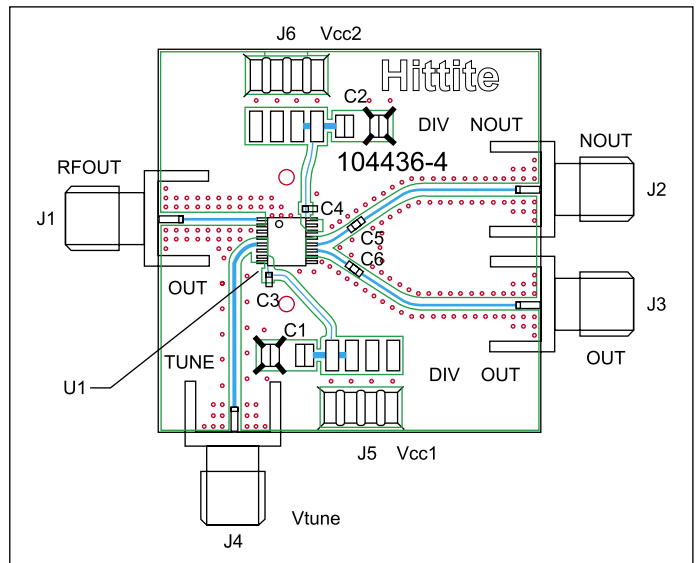 J6 Vcc2
Hittite
C2
DIV NOUT
NOUT
104436-4
RFOUT
J1
J2
C4
C5
C6
OUT
C3
J3
C1
OUT
TUNE
U1
DIV OUT
J5 Vcc1
Vtune
J4